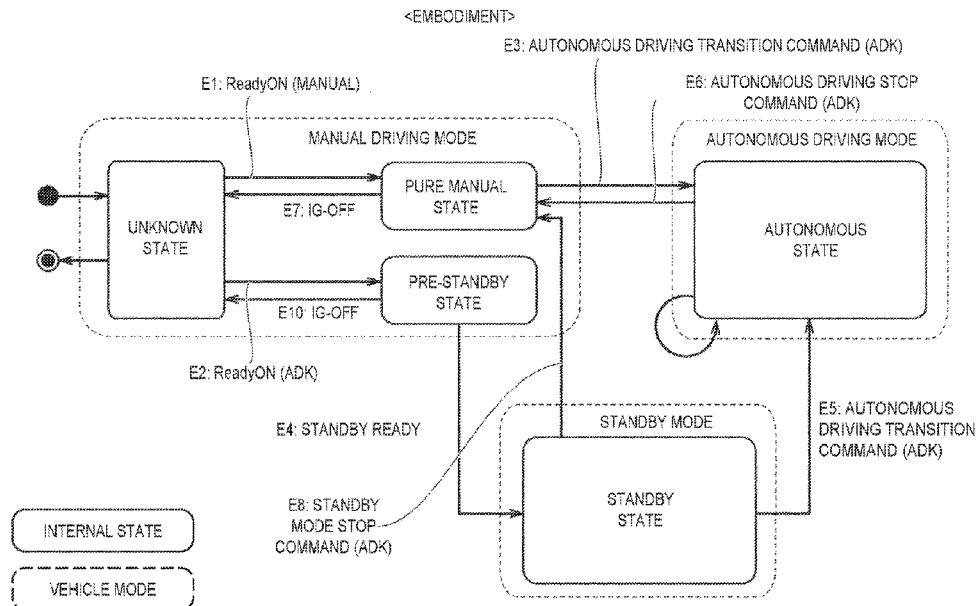 <EMBODIMENT>
E3: AUTONOMOUS DRIVING TRANSITION COMMAND (ADK)
E1: ReadyON (MANUAL)
E6: AUTONOMOUS DRIVING STOP
COMMAND (ADK)
MANUAL DRIVING MODE
AUTONOMOUS DRIVING MODE
UNKNOWN
STATE
PURE MANUAL
STATE
E7: IG-OFF
AUTONOMOUS
STATE
PRE-STANDBY
STATE
E10: IG-OFF
E2: ReadyON (ADK)
E4: STANDBY READY
STANDBY MODE
E5: AUTONOMOUS
DRIVING TRANSITION
COMMAND (ADK)
E8: STANDBY
MODE STOP
COMMAND (ADK)
STANDBY
STATE
INTERNAL STATE
VEHICLE MODE